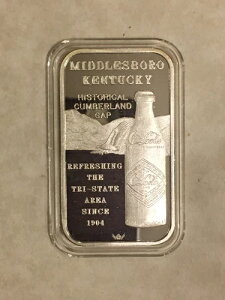 MIDDLESBORO
KENTUCKY
HISTORICAL
CUMBERLAND
GAP
REFRESHING
THE
TRI-STATE
AREA
SINCE
1904